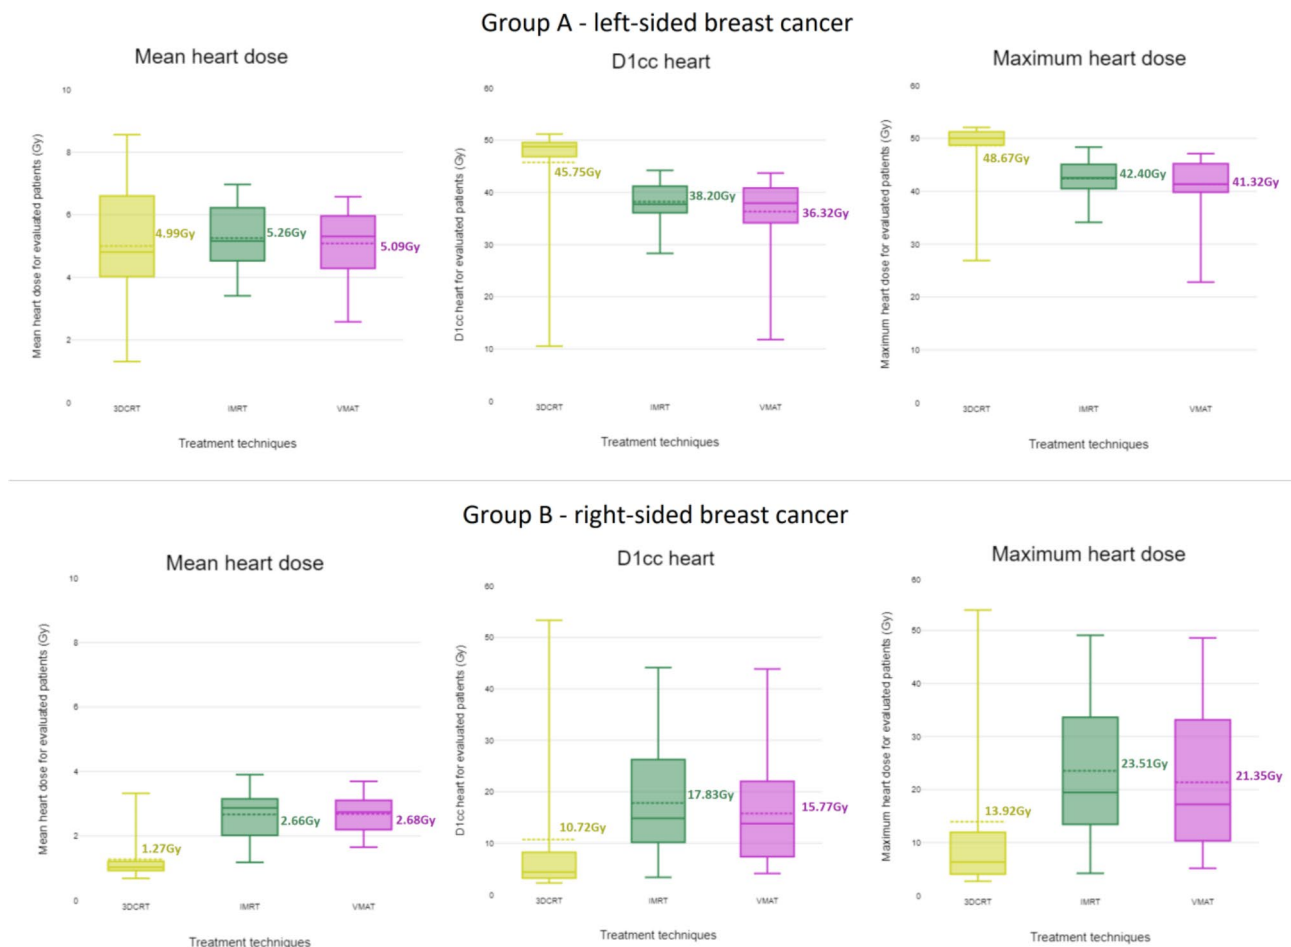 Group A - left-sided breast cancer
Mean heart dose
Mean heart dose for evaluated patients (Gy)
10
8
6
4
2
0
4.99Gy
5.26Gy
5.09Gy
3DCRT
IMRT
VMAT
Treatment techniques
D1cc heart
D1cc heart for evaluated patients (Gy)
60
50
40
30
20
10
0
45.75Gy
38.20Gy
36.32Gy
3DCRT
IMRT
VMAT
Treatment techniques
Maximum heart dose
Maximum heart dose for evaluated patients (Gy)
60
50
40
30
20
10
0
48.67Gy
42.40Gy
41.32Gy
3DCRT
IMRT
VMAT
Treatment techniques
Group B - right-sided breast cancer
Mean heart dose
Mean heart dose for evaluated patients (Gy)
10
8
6
4
2
0
1.27Gy
2.66Gy
2.68Gy
3DCRT
IMRT
VMAT
Treatment techniques
D1cc heart
D1cc heart for evaluated patients (Gy)
60
50
40
30
20
10
0
10.72Gy
17.83Gy
15.77Gy
3DCRT
IMRT
VMAT
Treatment techniques
Maximum heart dose
Maximum heart dose for evaluated patients (Gy)
60
50
40
30
20
10
0
13.92Gy
23.51Gy
21.35Gy
3DCRT
IMRT
VMAT
Treatment techniques